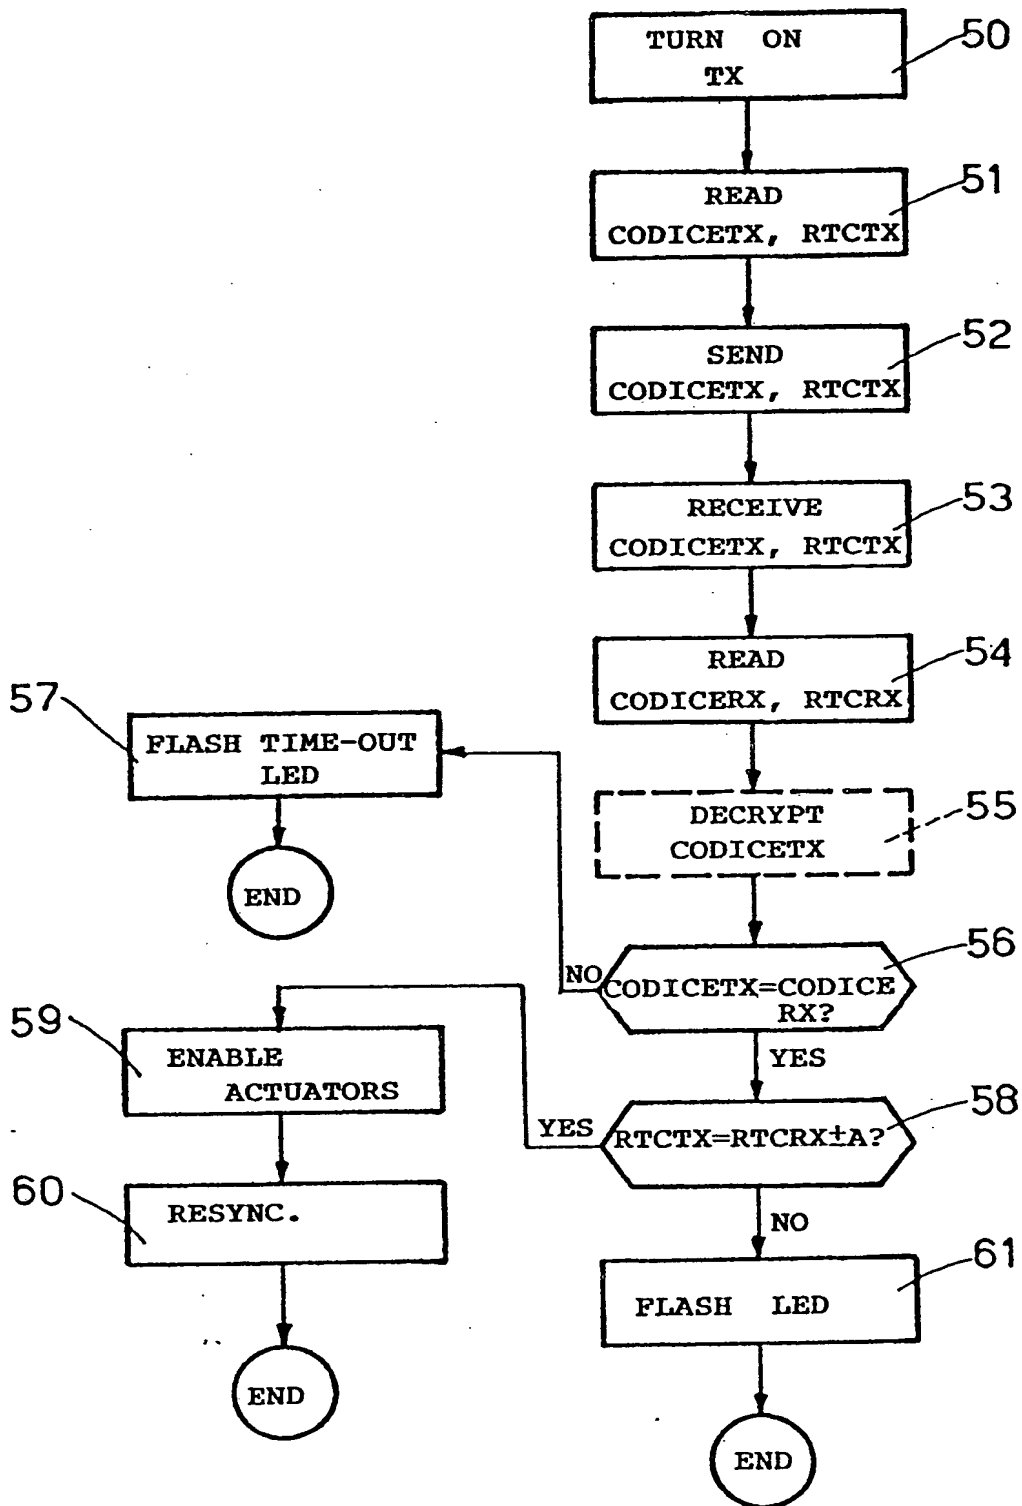 TURN ON
TX
50
READ
CODICETX, RTCTX
51
SEND
CODICETX, RTCTX
52
RECEIVE
CODICETX, RTCTX
53
READ
CODICERX, RTCRX
54
DECRYPT
CODICETX
55
CODICETX=CODICE
RX?
56
NO
57
FLASH TIME-OUT
LED
END
YES
RTCTX=RTCRX±A?
58
YES
59
ENABLE
ACTUATORS
60
RESYNC.
END
NO
FLASH LED
61
END